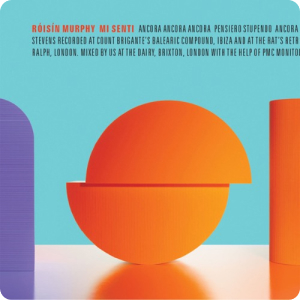 RÓISÍN MURPHY MI SENTI ANCORA ANCORA ANCORA PENSIERO STUPENDO ANCORA
STEVENS RECORDED AT COUNT BRIGANTE'S BALEARIC COMPOUND, IBIZA AND AT THE RAT'S RETR
RALPH, LONDON. MIXED BY US AT THE DAIRY, BRIXTON, LONDON WITH THE HELP OF PMC MONITO